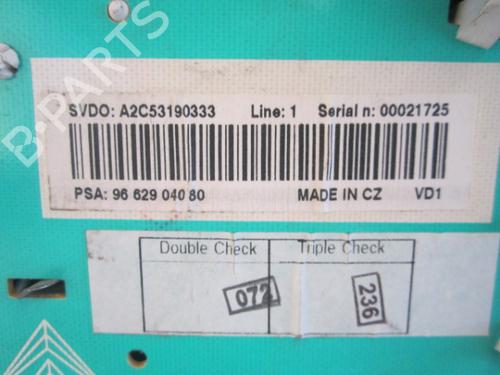 B-PARTS
SVDO: A2C53190333 Line: 1 Serial n: 00021725
PSA: 96 629 040 80 MADE IN CZ VD1
Double Check Triple Check
072 236